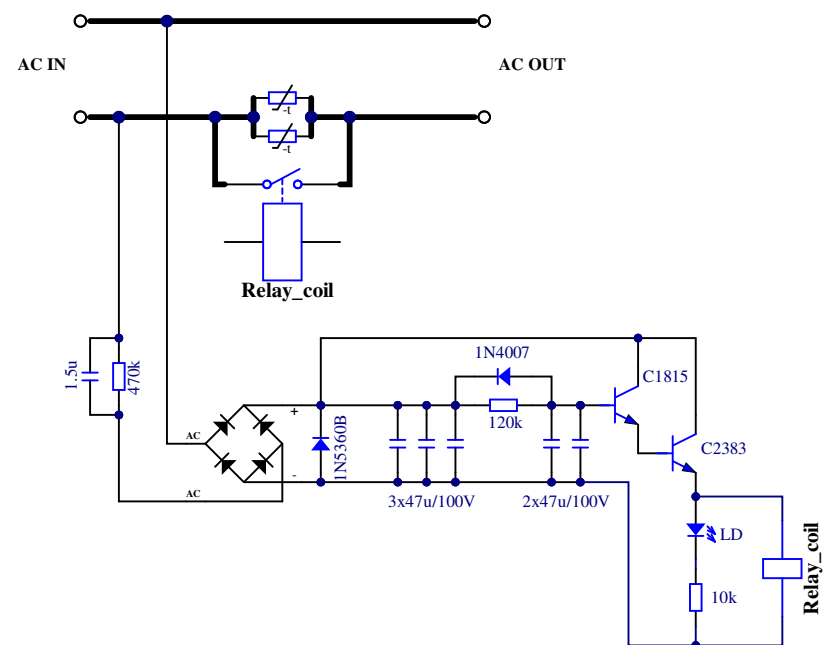 AC IN
AC OUT
-t
-t
Relay_coil
1.5u
470k
1N4007
C1815
+
120k
AC
1N5360B
C2383
-
AC
3x47u/100V
2x47u/100V
LD
10k
Relay_coil